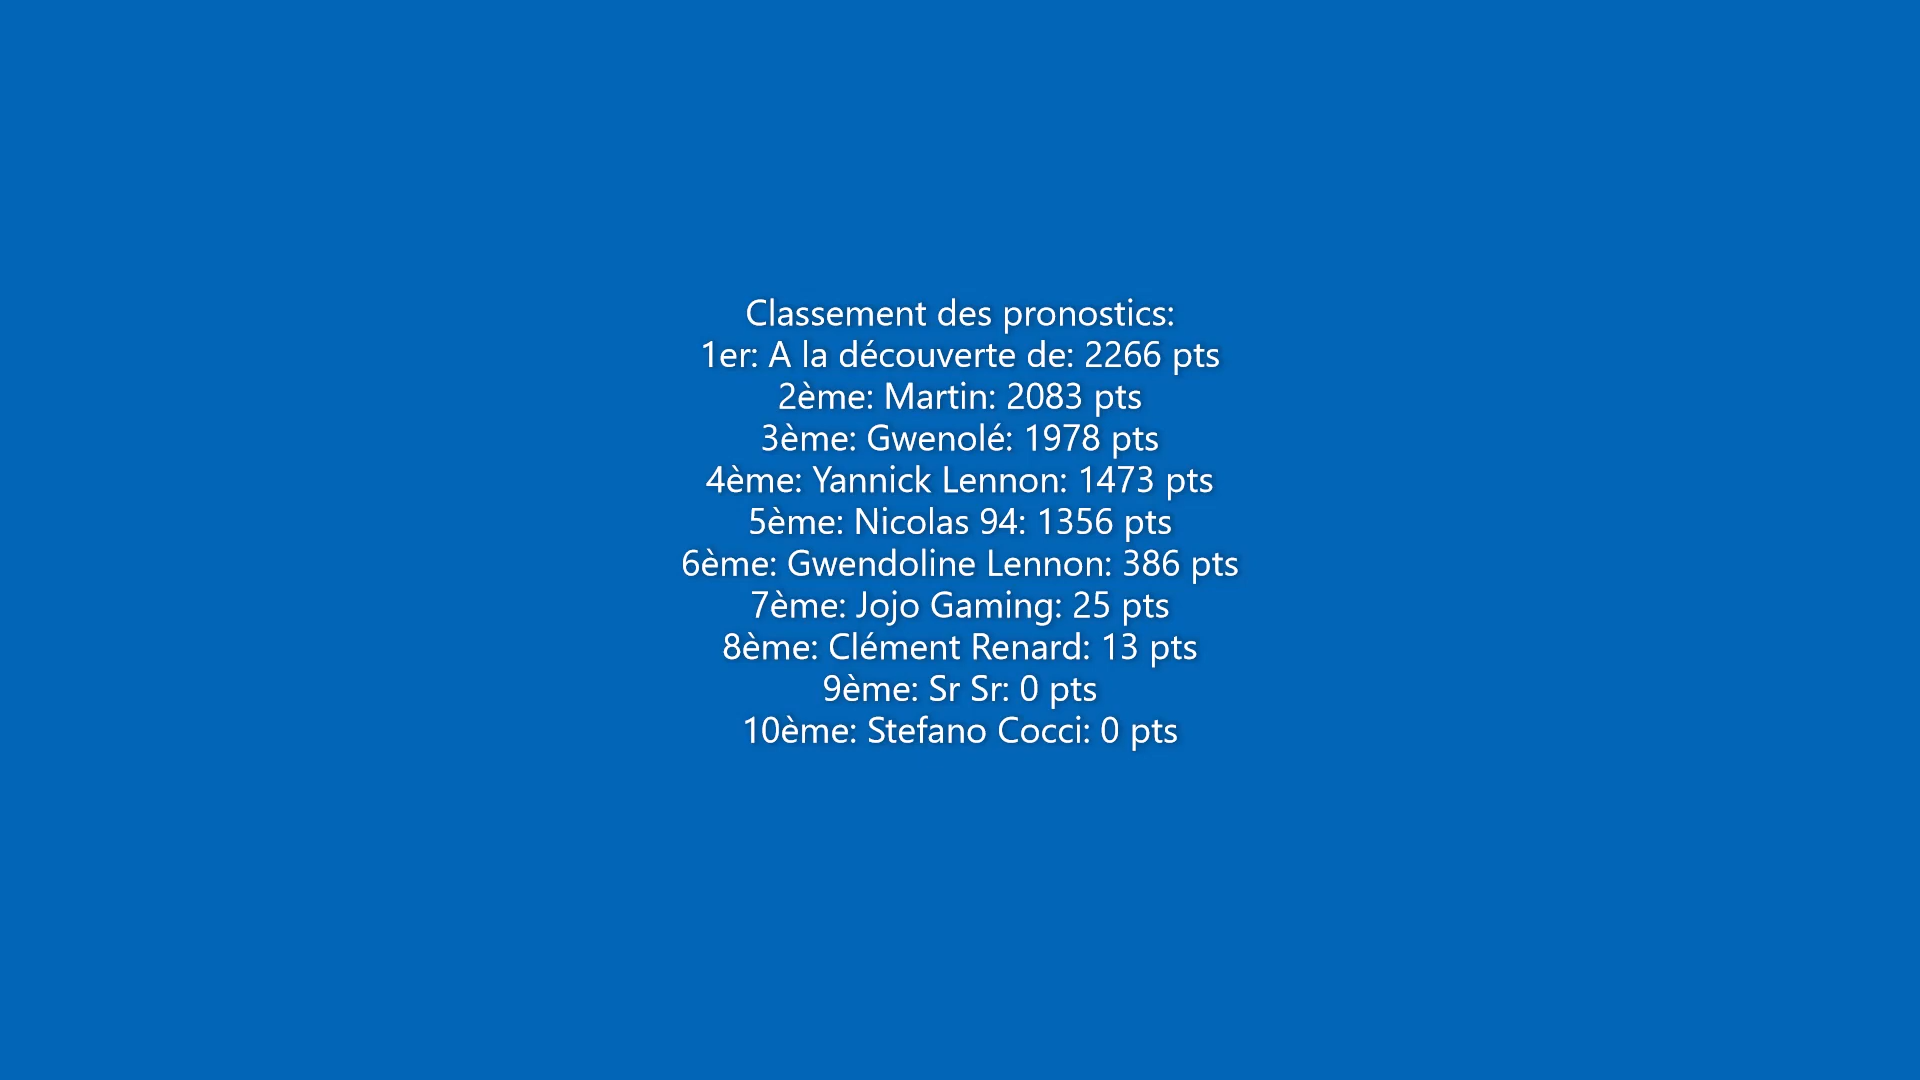 Classement des pronostics:
1er: A la découverte de: 2266 pts
2ème: Martin: 2083 pts
3ème: Gwenolé: 1978 pts
4ème: Yannick Lennon: 1473 pts
5ème: Nicolas 94: 1356 pts
6ème: Gwendoline Lennon: 386 pts
7ème: Jojo Gaming: 25 pts
8ème: Clément Renard: 13 pts
9ème: Sr Sr: 0 pts
10ème: Stefano Cocci: 0 pts